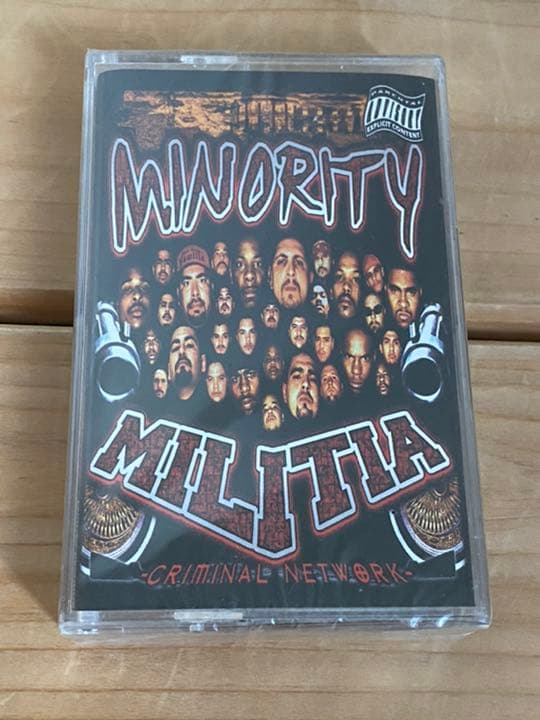 PARENTAL
EXPLICIT CONTENT
MINORITY
MILITIA
-CRIMINAL NETWORK-